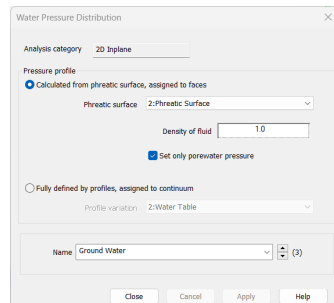 Water Pressure Distribution
Analysis category 2D Inplane
Pressure profile
Calculated from phreatic surface, assigned to faces
Phreatic surface 2:Phreatic Surface
Density of fluid 1.0
Set only porewater pressure
Fully defined by profiles, assigned to continuum
Profile variation 2:Water Table
Name Ground Water (3)
Close Cancel Apply Help